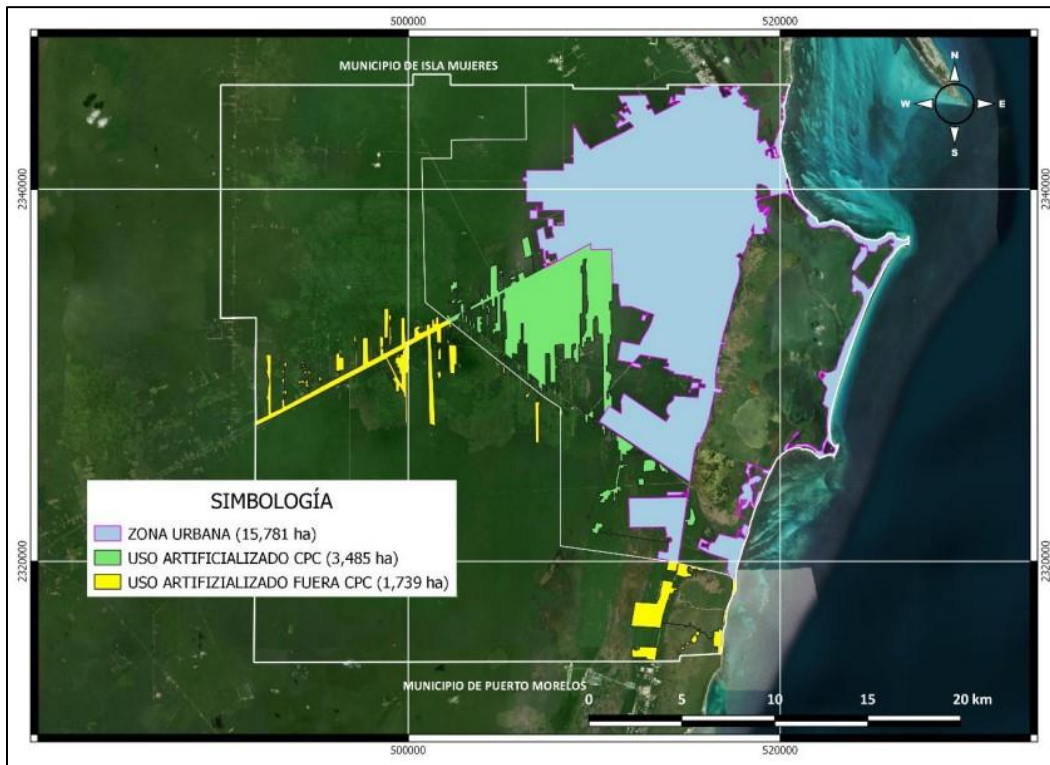 500000
520000
MUNICIPIO DE ISLA MUJERES
N
W
E
S
2340000
2340000
SIMBOLOGÍA
ZONA URBANA (15,781 ha)
USO ARTIFICIALIZADO CPC (3,485 ha)
USO ARTIFIZIALIZADO FUERA CPC (1,739 ha)
2320000
2320000
MUNICIPIO DE PUERTO MORELOS
0
5
10
15
20 km
500000
520000